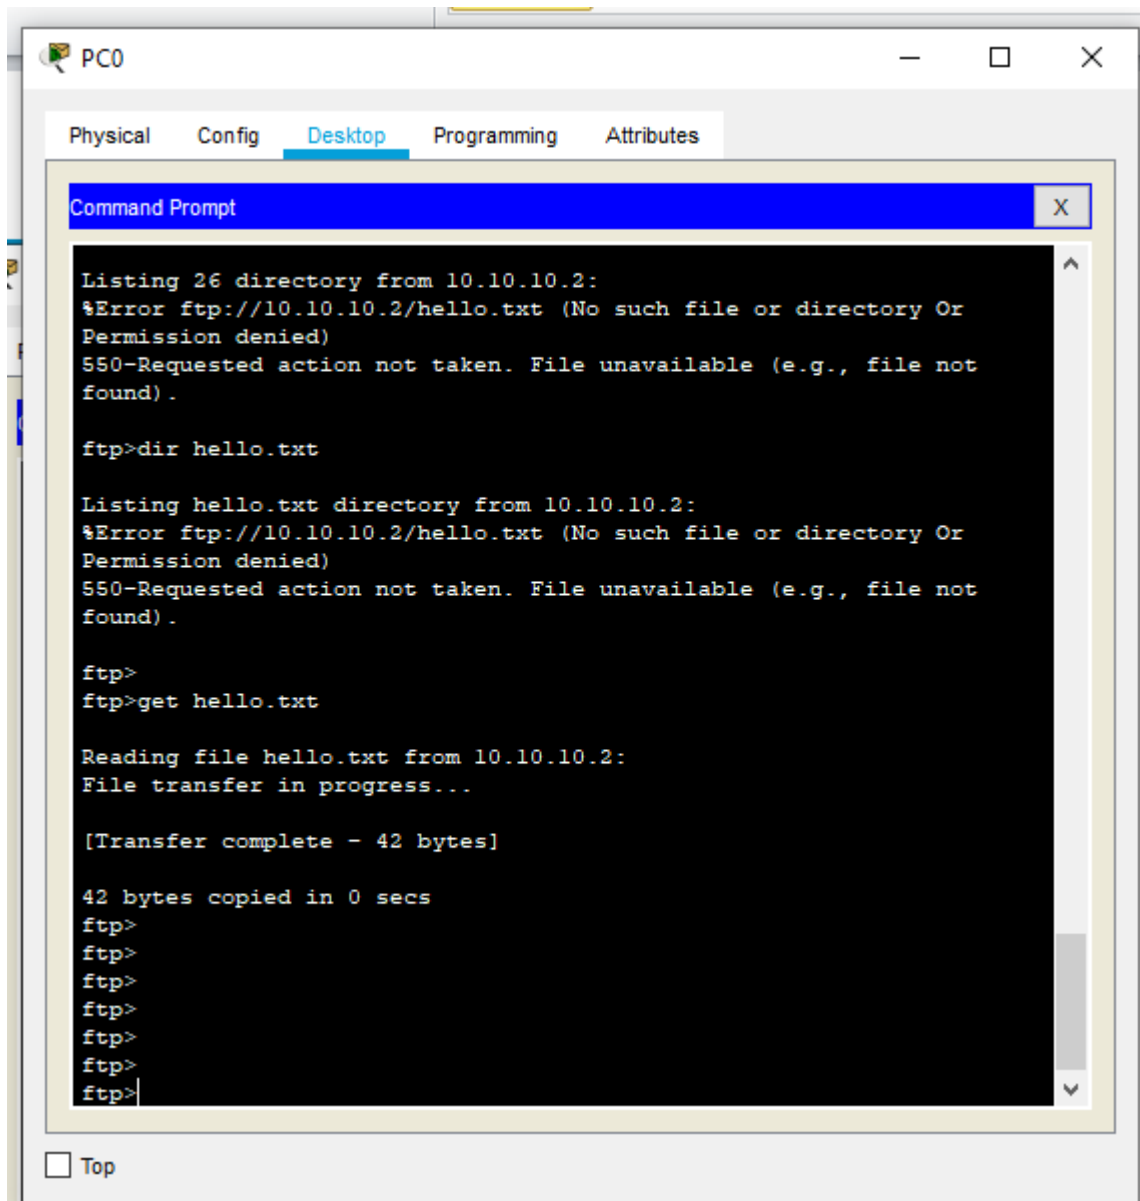 PC0
Physical Config Desktop Programming Attributes
Command Prompt
X
Listing 26 directory from 10.10.10.2:
%Error ftp://10.10.10.2/hello.txt (No such file or directory Or
Permission denied)
550-Requested action not taken. File unavailable (e.g., file not
found).
ftp>dir hello.txt
Listing hello.txt directory from 10.10.10.2:
%Error ftp://10.10.10.2/hello.txt (No such file or directory Or
Permission denied)
550-Requested action not taken. File unavailable (e.g., file not
found).
ftp>
ftp>get hello.txt
Reading file hello.txt from 10.10.10.2:
File transfer in progress...
[Transfer complete - 42 bytes]
42 bytes copied in 0 secs
ftp>
ftp>
ftp>
ftp>
ftp>
ftp>
ftp>
Top